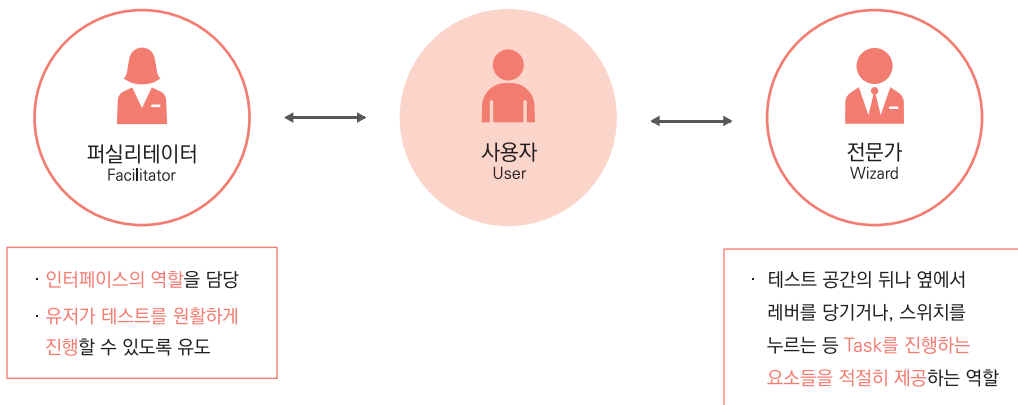 퍼실리테이터
Facilitator
사용자
User
전문가
Wizard
· 인터페이스의 역할을 담당
· 유저가 테스트를 원활하게
진행할 수 있도록 유도
· 테스트 공간의 뒤나 옆에서
레버를 당기거나, 스위치를
누르는 등 Task를 진행하는
요소들을 적절히 제공하는 역할